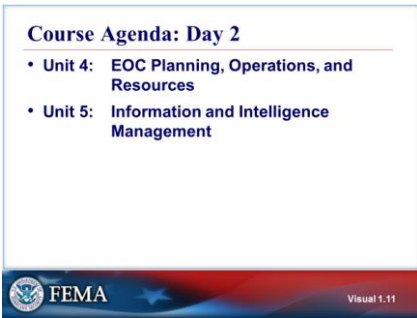 Course Agenda: Day 2
• Unit 4: EOC Planning, Operations, and
Resources
• Unit 5: Information and Intelligence
Management
FEMA
Visual 1.11